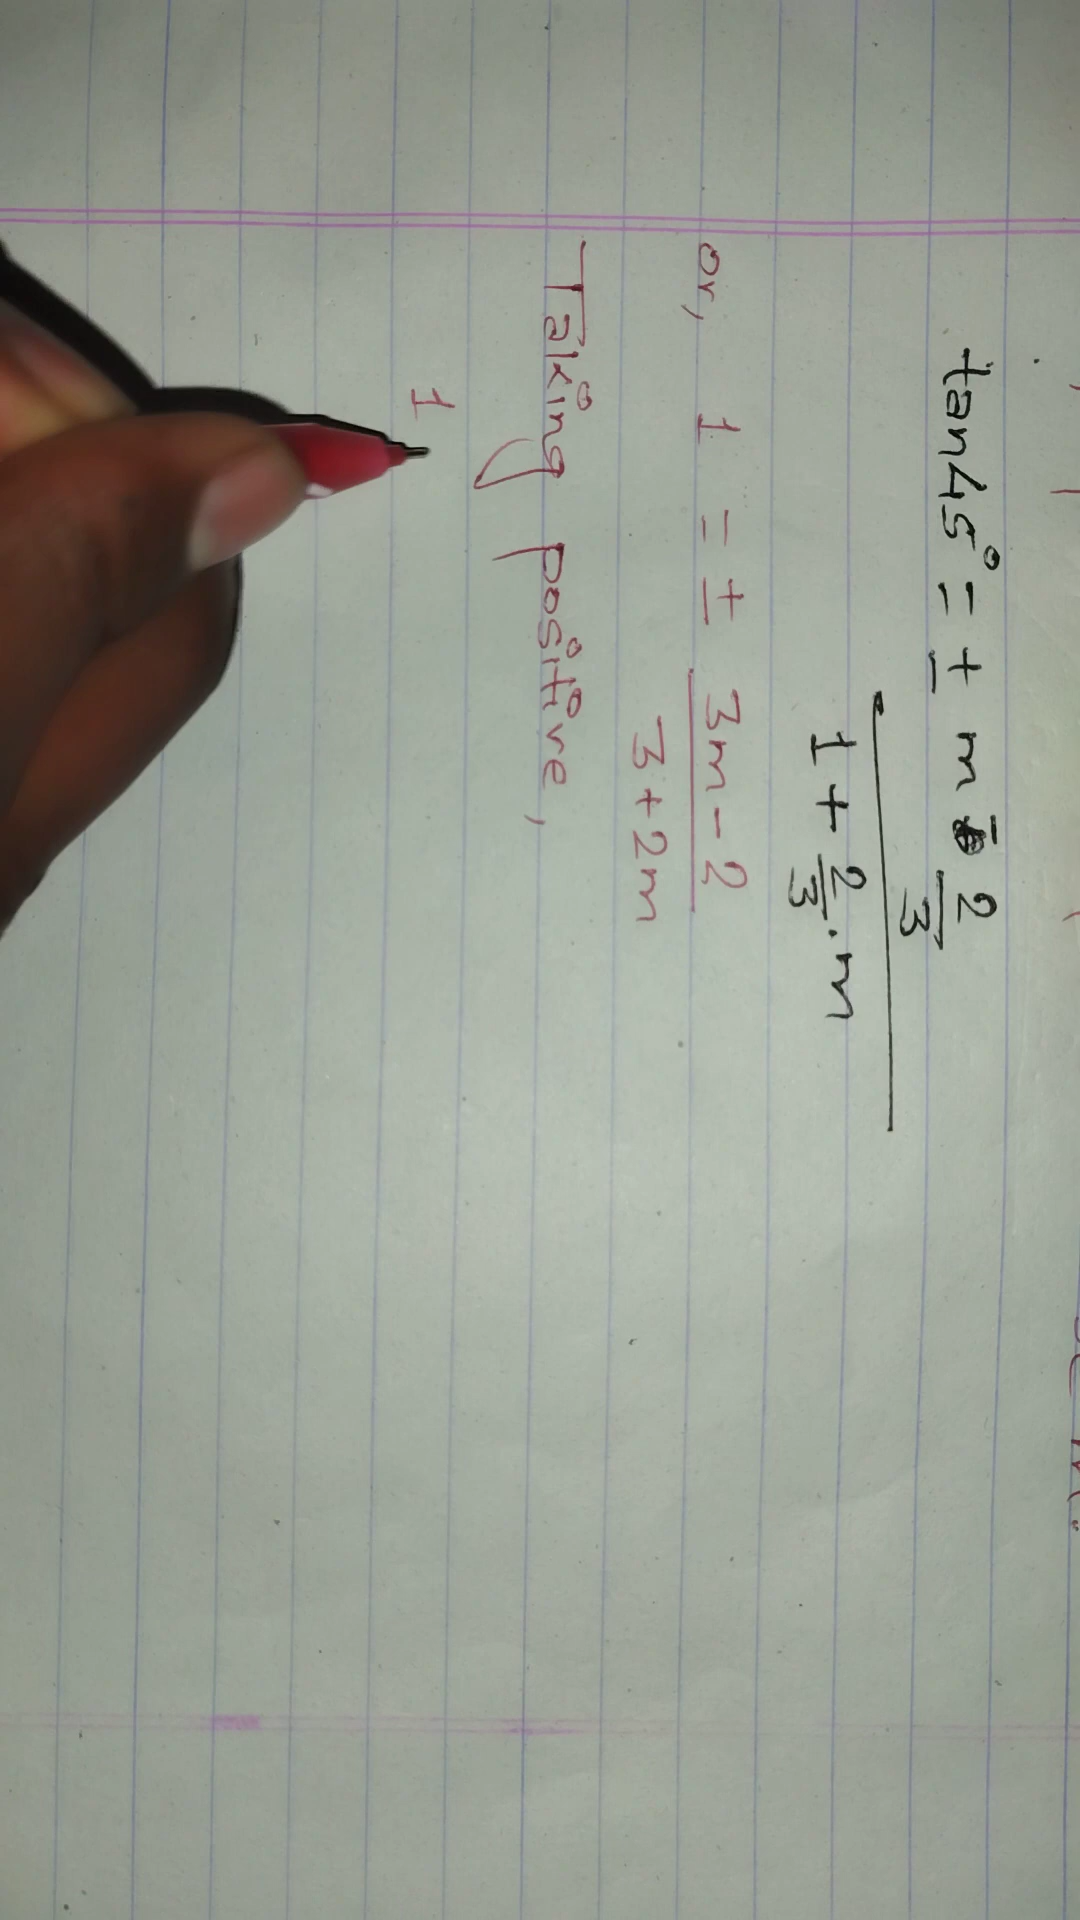 tan45° = ± m - 2/3
1 + 2/3 . m
or, 1 = ± 3m - 2
3 + 2m
Taking positive,
1